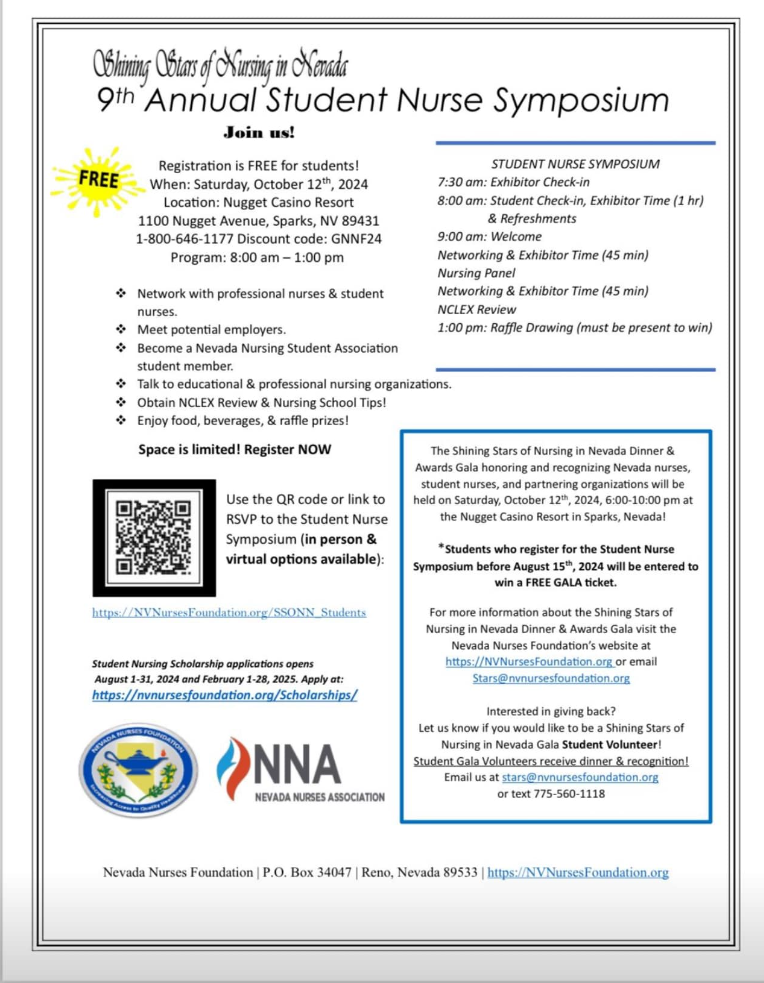 Shining Stars of Nursing in Nevada
9th Annual Student Nurse Symposium
Join us!
FREE
Registration is FREE for students!
When: Saturday, October 12th, 2024
Location: Nugget Casino Resort
1100 Nugget Avenue, Sparks, NV 89431
1-800-646-1177 Discount code: GNNF24
Program: 8:00 am – 1:00 pm
❖ Network with professional nurses & student
nurses.
❖ Meet potential employers.
❖ Become a Nevada Nursing Student Association
student member.
❖ Talk to educational & professional nursing organizations.
❖ Obtain NCLEX Review & Nursing School Tips!
❖ Enjoy food, beverages, & raffle prizes!
Space is limited! Register NOW
STUDENT NURSE SYMPOSIUM
7:30 am: Exhibitor Check-in
8:00 am: Student Check-in, Exhibitor Time (1 hr)
& Refreshments
9:00 am: Welcome
Networking & Exhibitor Time (45 min)
Nursing Panel
Networking & Exhibitor Time (45 min)
NCLEX Review
1:00 pm: Raffle Drawing (must be present to win)
Use the QR code or link to
RSVP to the Student Nurse
Symposium (in person &
virtual options available):
https://NVNursesFoundation.org/SSONN_Students
Student Nursing Scholarship applications opens
August 1-31, 2024 and February 1-28, 2025. Apply at:
https://nvnursesfoundation.org/Scholarships/
NEVADA NURSES FOUNDATION
Increasing Access to Quality Healthcare
NNA
NEVADA NURSES ASSOCIATION
The Shining Stars of Nursing in Nevada Dinner &
Awards Gala honoring and recognizing Nevada nurses,
student nurses, and partnering organizations will be
held on Saturday, October 12th, 2024, 6:00-10:00 pm at
the Nugget Casino Resort in Sparks, Nevada!
*Students who register for the Student Nurse
Symposium before August 15th, 2024 will be entered to
win a FREE GALA ticket.
For more information about the Shining Stars of
Nursing in Nevada Dinner & Awards Gala visit the
Nevada Nurses Foundation's website at
https://NVNursesFoundation.org or email
Stars@nvnursesfoundation.org
Interested in giving back?
Let us know if you would like to be a Shining Stars of
Nursing in Nevada Gala Student Volunteer!
Student Gala Volunteers receive dinner & recognition!
Email us at stars@nvnursesfoundation.org
or text 775-560-1118
Nevada Nurses Foundation | P.O. Box 34047 | Reno, Nevada 89533 | https://NVNursesFoundation.org